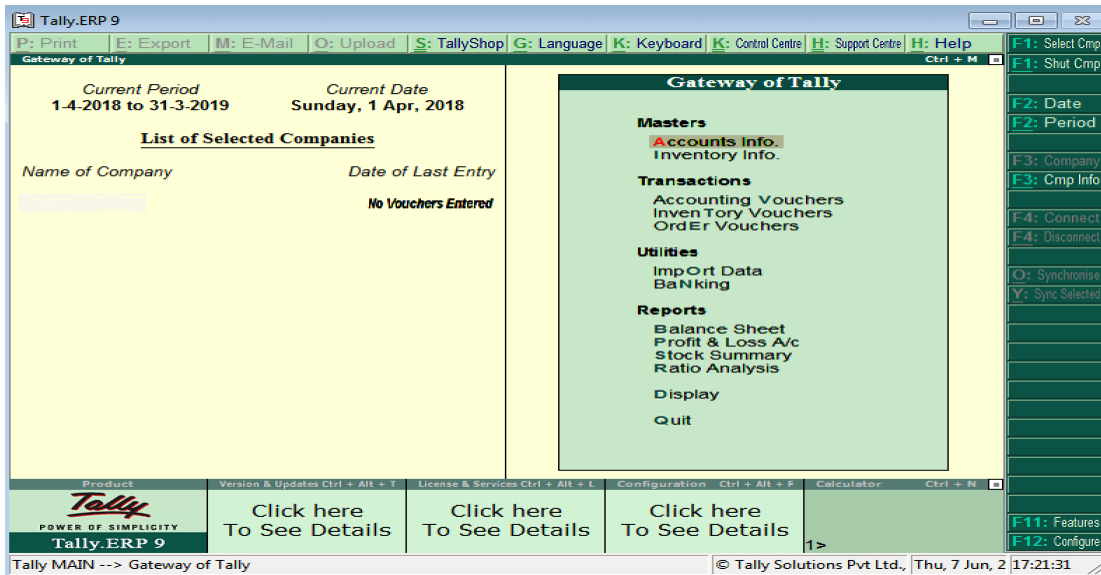 Tally.ERP 9
P: Print E: Export M: E-Mail O: Upload S: TallyShop G: Language K: Keyboard K: Control Centre H: Support Centre H: Help
Gateway of Tally Ctrl + M
Current Period Current Date
1-4-2018 to 31-3-2019 Sunday, 1 Apr, 2018
List of Selected Companies
Name of Company Date of Last Entry
No Vouchers Entered
Gateway of Tally
Masters
Accounts Info.
Inventory Info.
Transactions
Accounting Vouchers
InvenTory Vouchers
OrdEr Vouchers
Utilities
ImpOrt Data
BaNking
Reports
Balance Sheet
Profit & Loss A/c
Stock Summary
Ratio Analysis
Display
Quit
F1: Select Cmp
F1: Shut Cmp
F2: Date
F2: Period
F3: Company
F3: Cmp Info
F4: Connect
F4: Disconnect
O: Synchronise
Y: Sync Selected
F11: Features
F12: Configure
Product Version & Updates Ctrl + Alt + T License & Services Ctrl + Alt + L Configuration Ctrl + Alt + F Calculator Ctrl + N
Tally
POWER OF SIMPLICITY
Tally.ERP 9
Click here
To See Details
Click here
To See Details
Click here
To See Details
1>
Tally MAIN --> Gateway of Tally © Tally Solutions Pvt Ltd., Thu, 7 Jun, 2 17:21:31